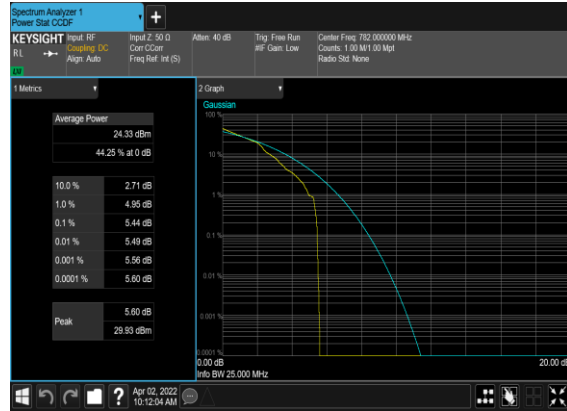 Spectrum Analyzer 1
Power Stat CCDF
KEYSIGHT
RL
Input: RF
Coupling: DC
Align: Auto
Input Z: 50 Ω
Corr CCorr
Freq Ref: Int (S)
Atten: 40 dB
Trig: Free Run
#IF Gain: Low
Center Freq: 782.000000 MHz
Counts: 1.00 M/1.00 Mpt
Radio Std: None
1 Metrics
Average Power
24.33 dBm
44.25 % at 0 dB
10.0 % 2.71 dB
1.0 % 4.95 dB
0.1 % 5.44 dB
0.01 % 5.49 dB
0.001 % 5.56 dB
0.0001 % 5.60 dB
Peak 5.60 dB
29.93 dBm
2 Graph
Gaussian
100 %
10 %
1 %
0.1 %
0.01 %
0.001 %
0.0001 %
0.00 dB
20.00 dB
Info BW 25.000 MHz
Apr 02, 2022
10:12:04 AM